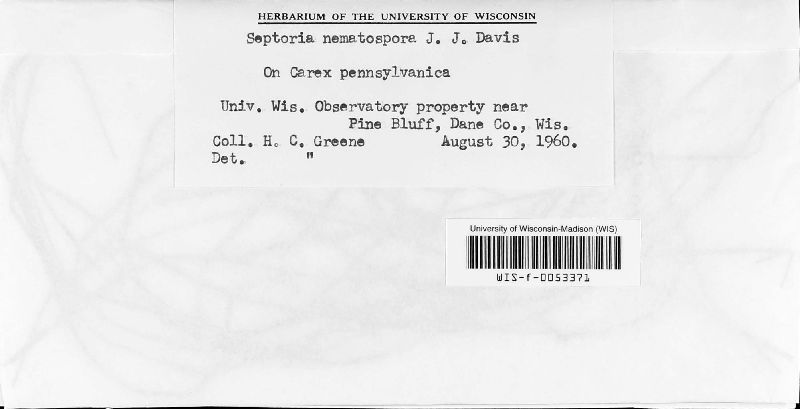 HERBARIUM OF THE UNIVERSITY OF WISCONSIN
Septoria nematospora J. J. Davis
On Carex pennsylvanica
Univ. Wis. Observatory property near
Pine Bluff, Dane Co., Wis.
Coll. H. C. Greene August 30, 1960.
Det. "
University of Wisconsin-Madison (WIS)
WIS-f-0053371